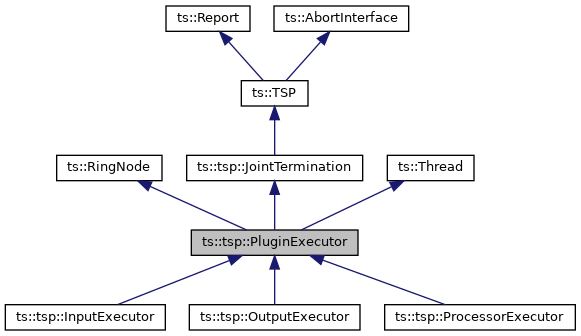 ts::Report
ts::AbortInterface
ts::TSP
ts::RingNode
ts::tsp::JointTermination
ts::Thread
ts::tsp::PluginExecutor
ts::tsp::InputExecutor
ts::tsp::OutputExecutor
ts::tsp::ProcessorExecutor